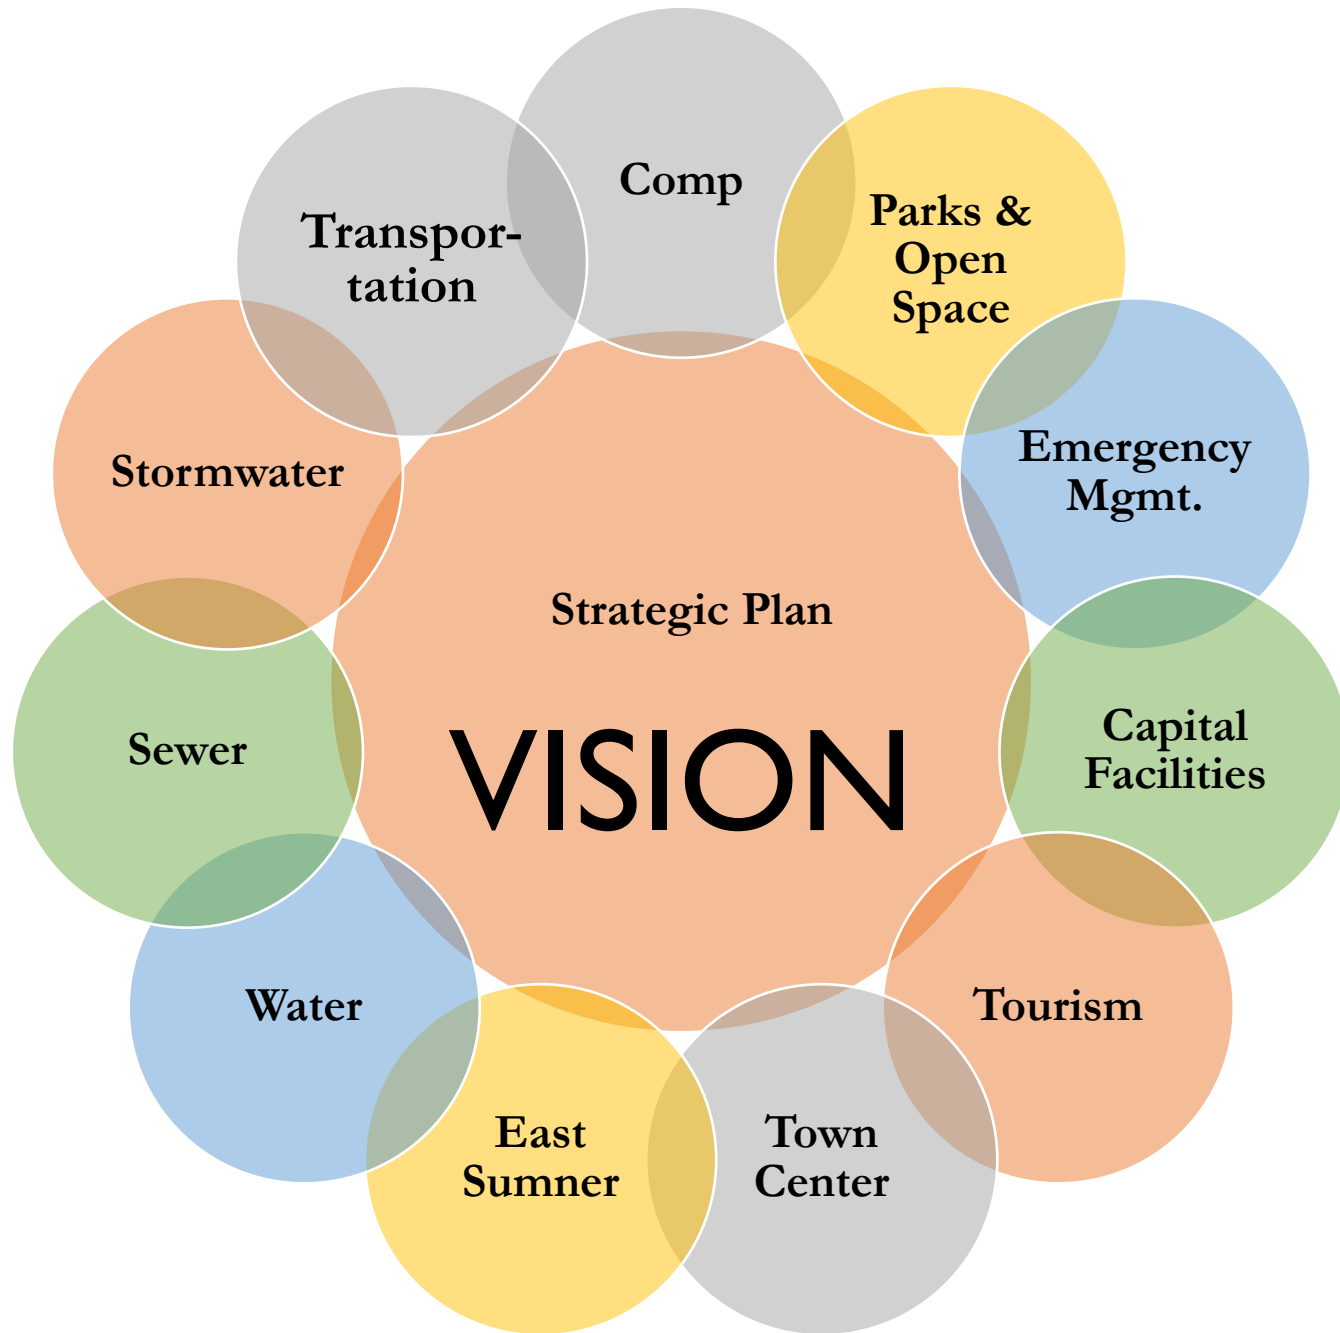 Comp
Parks &
Open
Space
Emergency
Mgmt.
Capital
Facilities
Tourism
Town
Center
East
Sumner
Water
Sewer
Stormwater
Transpor-
tation
Strategic Plan
VISION